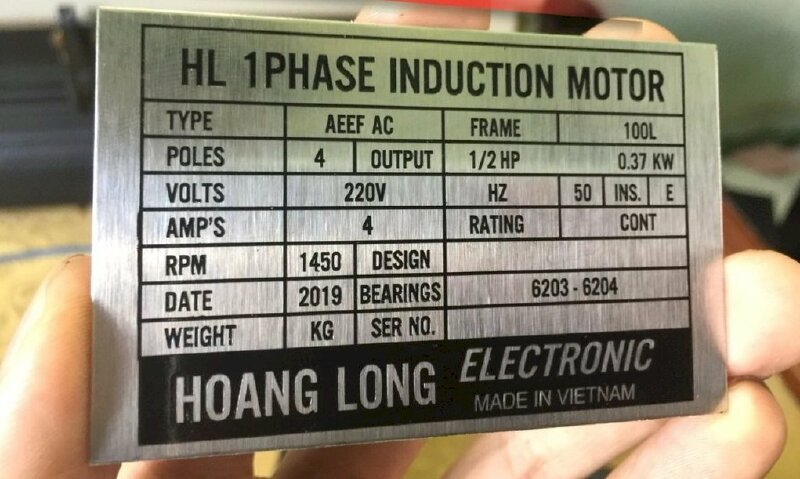 HL 1PHASE INDUCTION MOTOR
TYPE AEEF AC FRAME 100L
POLES 4 OUTPUT 1/2 HP 0.37 KW
VOLTS 220V HZ 50 INS. E
AMP'S 4 RATING CONT
RPM 1450 DESIGN
DATE 2019 BEARINGS 6203 - 6204
WEIGHT KG SER NO.
HOANG LONG ELECTRONIC
MADE IN VIETNAM